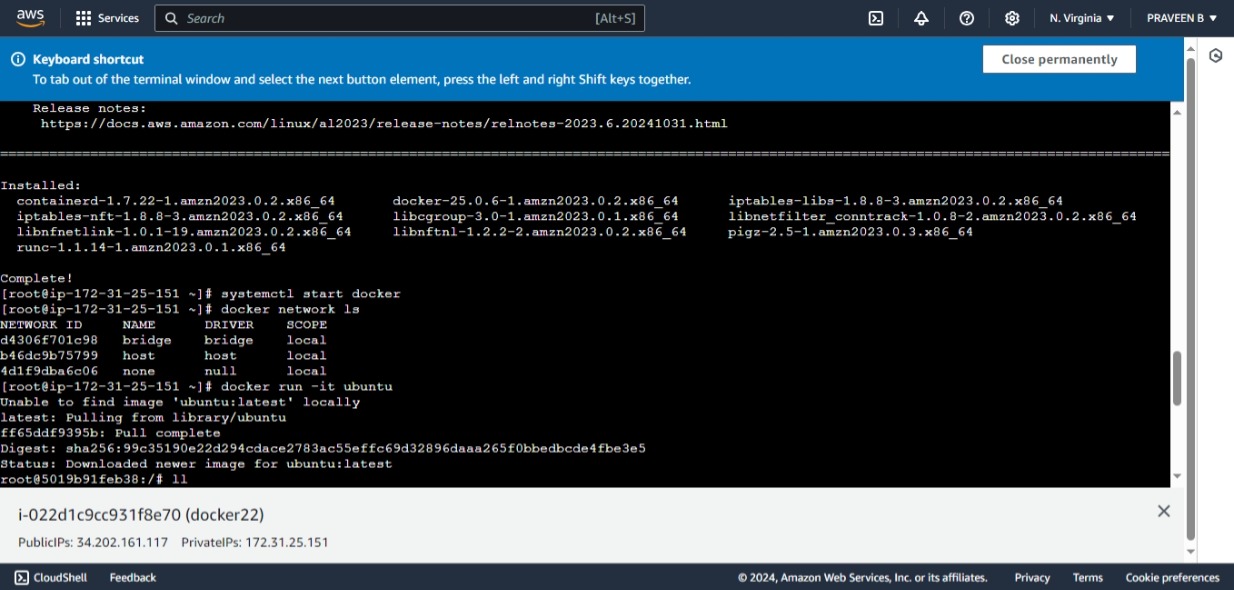 aws Services Search [Alt+S] N. Virginia ▼ PRAVEEN B ▼
Keyboard shortcut
To tab out of the terminal window and select the next button element, press the left and right Shift keys together.
Close permanently
Release notes:
https://docs.aws.amazon.com/linux/al2023/release-notes/relnotes-2023.6.20241031.html
================================================================================
Installed:
containerd-1.7.22-1.amzn2023.0.2.x86_64 docker-25.0.6-1.amzn2023.0.2.x86_64 iptables-libs-1.8.8-3.amzn2023.0.2.x86_64
iptables-nft-1.8.8-3.amzn2023.0.2.x86_64 libcgroup-3.0-1.amzn2023.0.1.x86_64 libnetfilter_conntrack-1.0.8-2.amzn2023.0.2.x86_64
libnfnetlink-1.0.1-19.amzn2023.0.2.x86_64 libnftnl-1.2.2-2.amzn2023.0.2.x86_64 pigz-2.5-1.amzn2023.0.3.x86_64
runc-1.1.14-1.amzn2023.0.1.x86_64
Complete!
[root@ip-172-31-25-151 ~]# systemctl start docker
[root@ip-172-31-25-151 ~]# docker network ls
NETWORK ID NAME DRIVER SCOPE
d4306f701c98 bridge bridge local
b46dc9b75799 host host local
4d1f9dba6c06 none null local
[root@ip-172-31-25-151 ~]# docker run -it ubuntu
Unable to find image 'ubuntu:latest' locally
latest: Pulling from library/ubuntu
ff65ddf9395b: Pull complete
Digest: sha256:99c35190e22d294cdace2783ac55effc69d32896daaa265f0bbedbcde4fbe3e5
Status: Downloaded newer image for ubuntu:latest
root@5019b91feb38:/# ll
i-022d1c9cc931f8e70 (docker22)
PublicIPs: 34.202.161.117 PrivateIPs: 172.31.25.151
CloudShell Feedback © 2024, Amazon Web Services, Inc. or its affiliates. Privacy Terms Cookie preferences